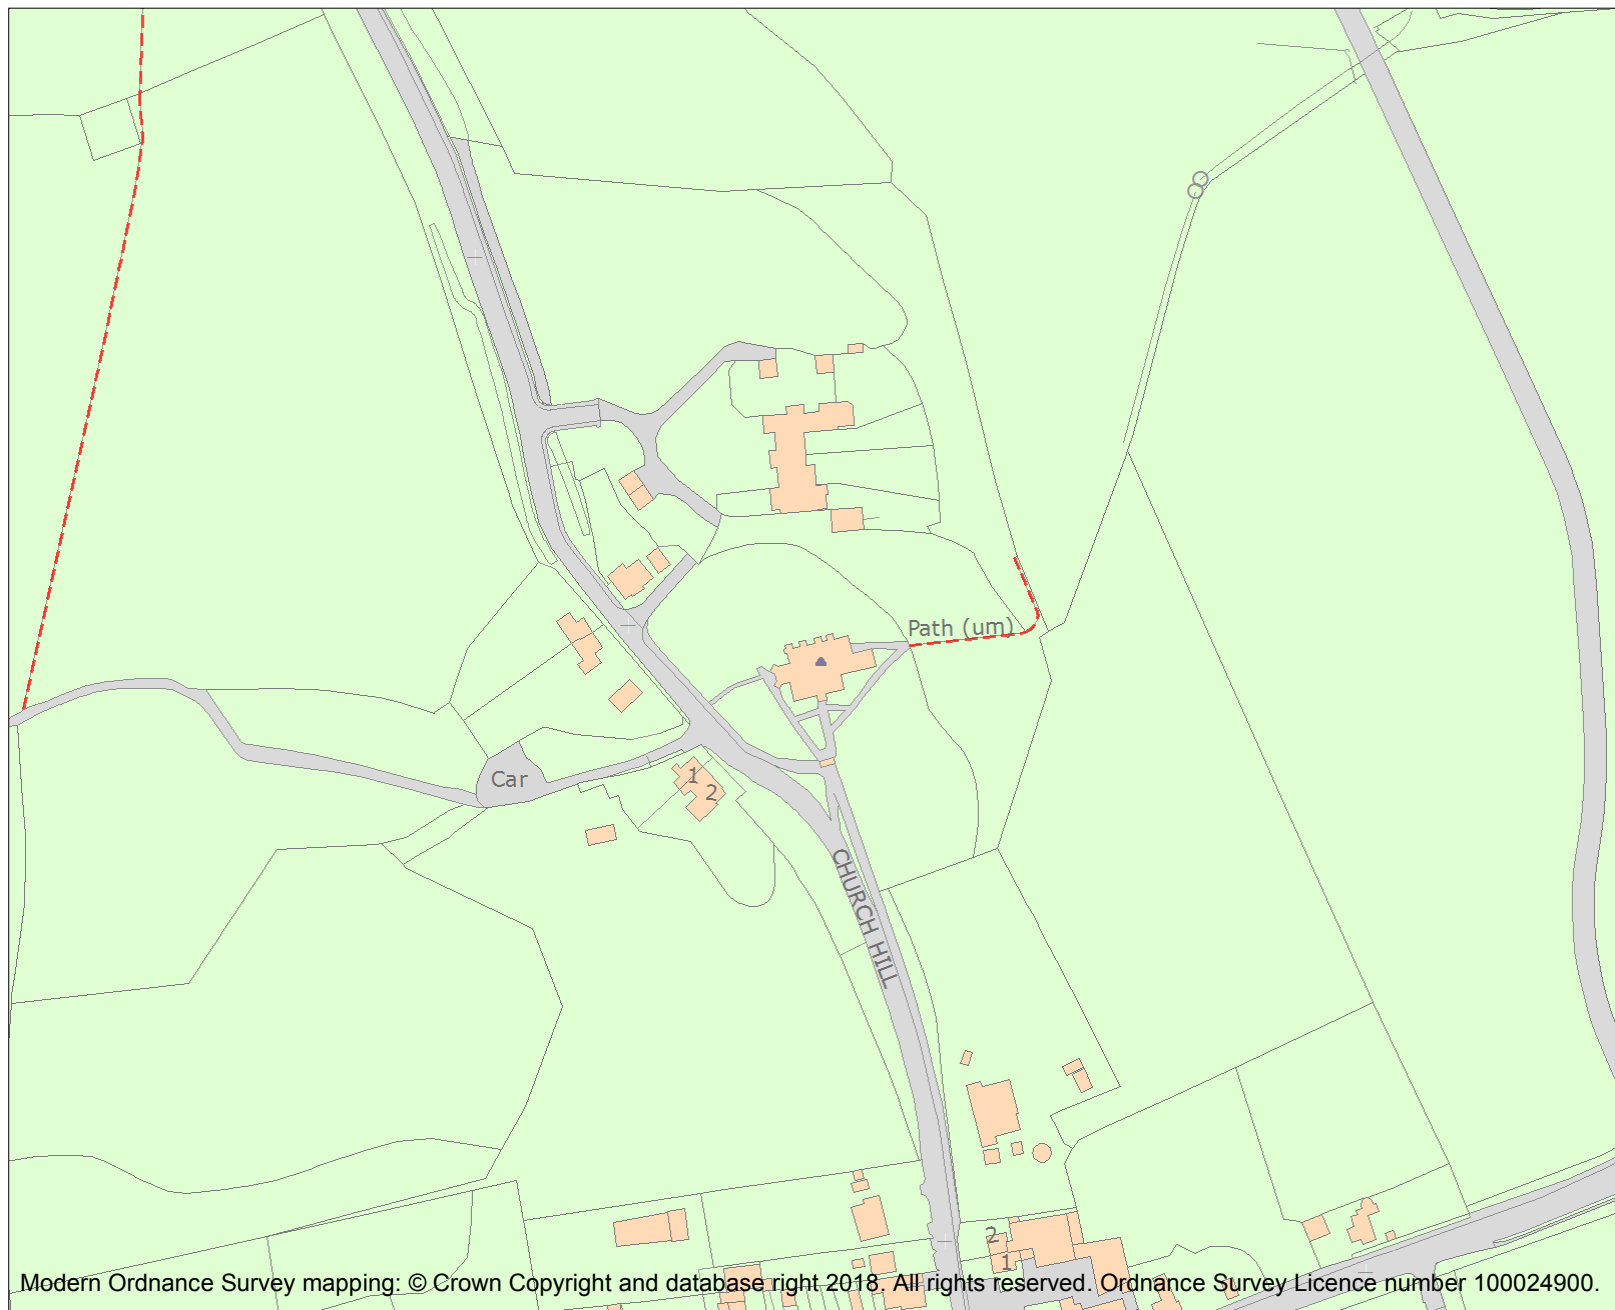 Path (um)
Car
1
2
CHURCH HILL
2
1
Modern Ordnance Survey mapping: © Crown Copyright and database right 2018. All rights reserved. Ordnance Survey Licence number 100024900.